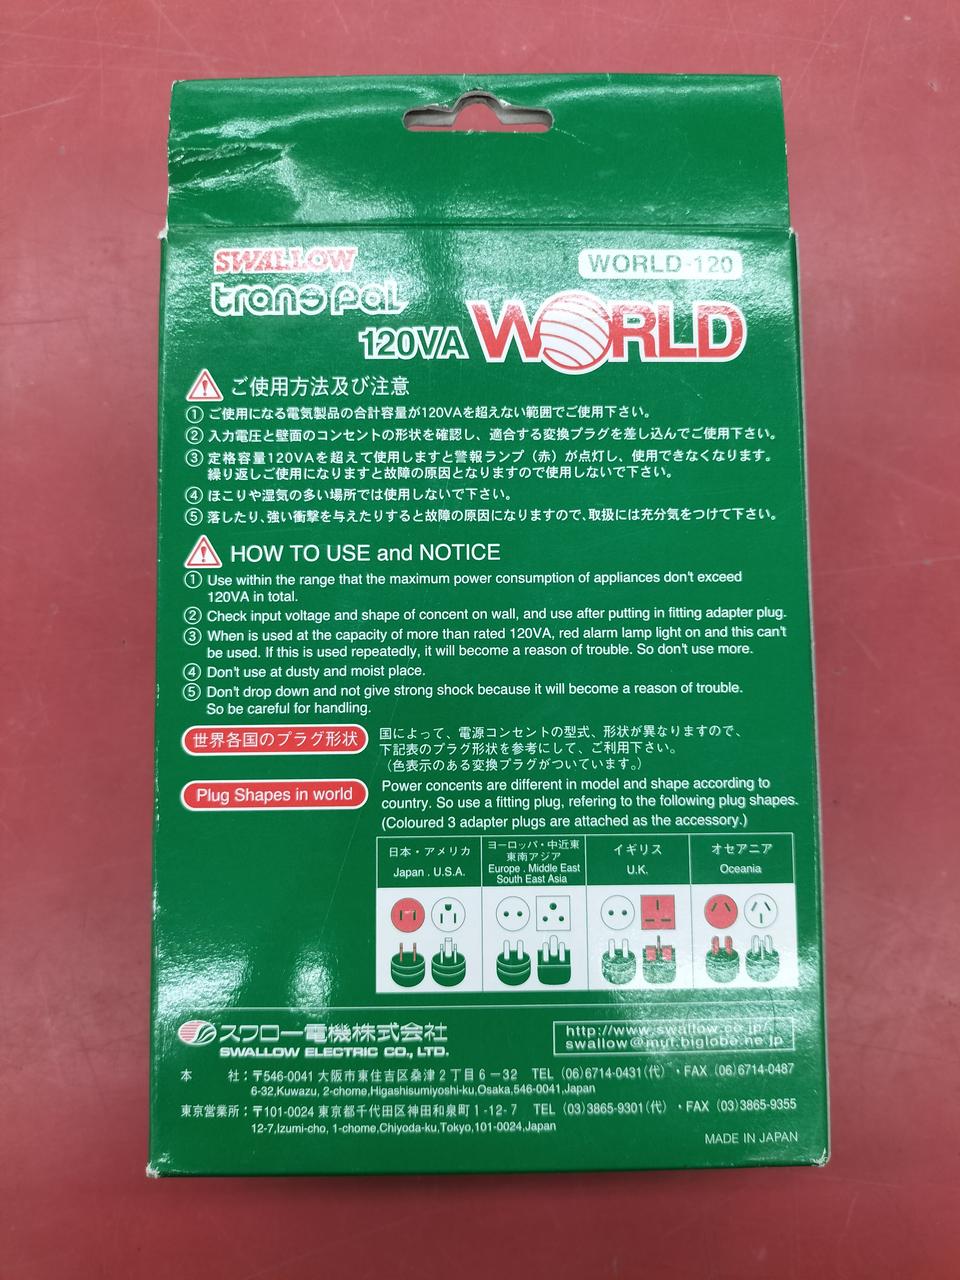 SWALLOW
trans pal
WORLD-120
120VA WORLD
ご使用方法及び注意
① ご使用になる電気製品の合計容量が120VAを超えない範囲でご使用下さい。
② 入力電圧と壁面のコンセントの形状を確認し、適合する変換プラグを差し込んでご使用下さい。
③ 定格容量120VAを超えて使用しますと警報ランプ（赤）が点灯し、使用できなくなります。
繰り返しご使用になりますと故障の原因となりますので使用しないで下さい。
④ ほこりや湿気の多い場所では使用しないで下さい。
⑤ 落したり、強い衝撃を与えたりすると故障の原因になりますので、取扱には充分気をつけて下さい。
HOW TO USE and NOTICE
① Use within the range that the maximum power consumption of appliances don't exceed
120VA in total.
② Check input voltage and shape of concent on wall, and use after putting in fitting adapter plug.
③ When is used at the capacity of more than rated 120VA, red alarm lamp light on and this can't
be used. If this is used repeatedly, it will become a reason of trouble. So don't use more.
④ Don't use at dusty and moist place.
⑤ Don't drop down and not give strong shock because it will become a reason of trouble.
So be careful for handling.
世界各国のプラグ形状
国によって、電源コンセントの型式、形状が異なりますので、
下記表のプラグ形状を参考にして、ご利用下さい。
（色表示のある変換プラグがついています。）
Plug Shapes in world
Power concents are different in model and shape according to
country. So use a fitting plug, refering to the following plug shapes.
(Coloured 3 adapter plugs are attached as the accessory.)
日本・アメリカ
Japan . U.S.A.
ヨーロッパ・中近東
東南アジア
Europe . Middle East
South East Asia
イギリス
U.K.
オセアニア
Oceania
スワロー電機株式会社
SWALLOW ELECTRIC CO., LTD.
http://www.swallow.co.jp/
swallow@myt.biglobe.ne.jp
本 社：〒546-0041 大阪市東住吉区桑津2丁目6－32 TEL (06)6714-0431(代)・FAX (06)6714-0487
6-32,Kuwazu, 2-chome,Higashisumiyoshi-ku,Osaka,546-0041,Japan
東京営業所：〒101-0024 東京都千代田区神田和泉町1-12-7 TEL (03)3865-9301(代)・FAX (03)3865-9355
12-7,Izumi-cho, 1-chome,Chiyoda-ku,Tokyo,101-0024,Japan
MADE IN JAPAN